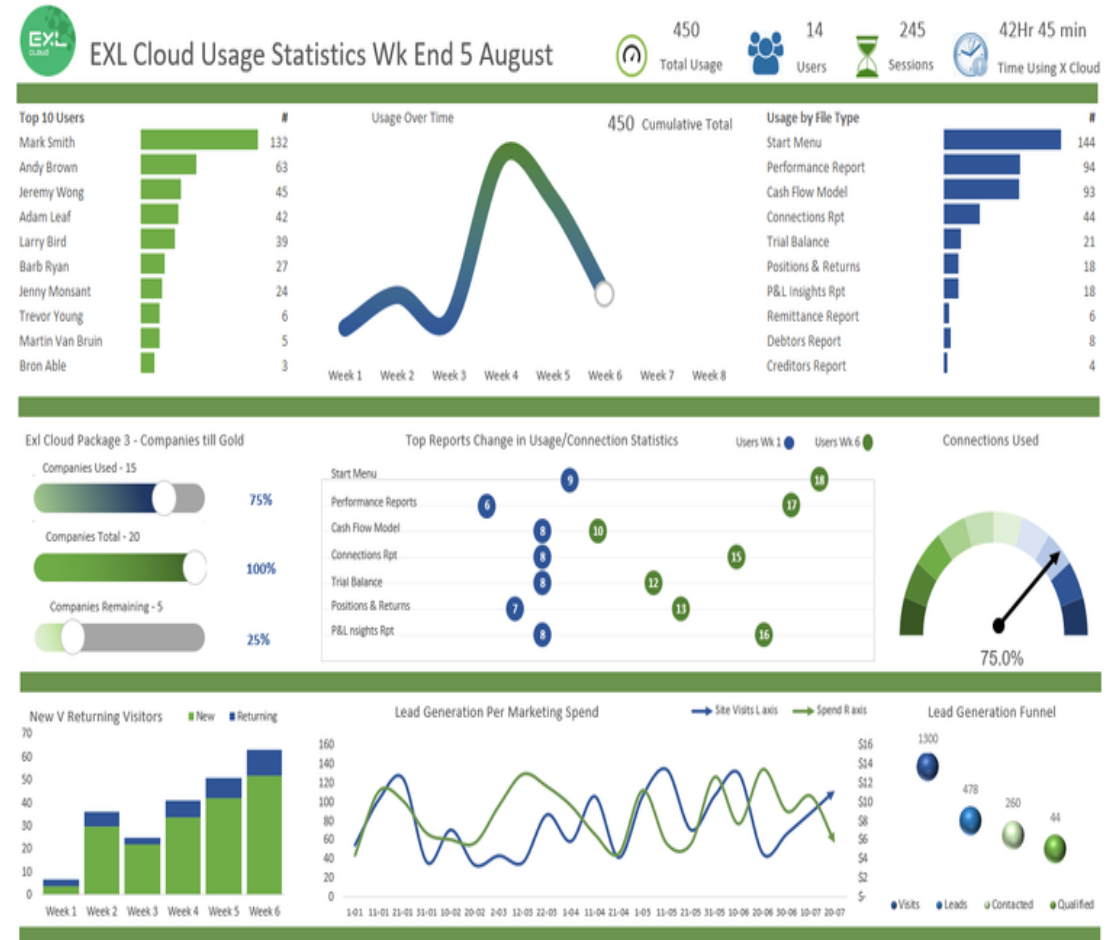 EXL
CLOUD
EXL Cloud Usage Statistics Wk End 5 August
450
Total Usage
14
Users
245
Sessions
42Hr 45 min
Time Using X Cloud
Top 10 Users #
Mark Smith 132
Andy Brown 63
Jeremy Wong 45
Adam Leaf 42
Larry Bird 39
Barb Ryan 27
Jenny Monsant 24
Trevor Young 6
Martin Van Bruin 5
Bron Able 3
Usage Over Time
450 Cumulative Total
Week 1 Week 2 Week 3 Week 4 Week 5 Week 6 Week 7 Week 8
Usage by File Type #
Start Menu 144
Performance Report 94
Cash Flow Model 93
Connections Rpt 44
Trial Balance 21
Positions & Returns 18
P&L Insights Rpt 18
Remittance Report 6
Debtors Report 8
Creditors Report 4
Exl Cloud Package 3 - Companies till Gold
Companies Used - 15
75%
Companies Total - 20
100%
Companies Remaining - 5
25%
Top Reports Change in Usage/Connection Statistics
Users Wk 1 Users Wk 6
Start Menu 9 18
Performance Reports 6 17
Cash Flow Model 8 10
Connections Rpt 8 15
Trial Balance 8 12
Positions & Returns 7 13
P&L nsights Rpt 8 16
Connections Used
75.0%
New V Returning Visitors
New Returning
70
60
50
40
30
20
10
0
Week 1 Week 2 Week 3 Week 4 Week 5 Week 6
Lead Generation Per Marketing Spend
Site Visits L axis Spend R axis
160 $16
140 $14
120 $12
100 $10
80 $8
60 $6
40 $4
20 $2
0 $-
1-01 11-01 21-01 31-01 10-02 20-02 2-03 12-03 22-03 1-04 11-04 21-04 1-05 11-05 21-05 31-05 10-06 20-06 30-06 10-07 20-07
Lead Generation Funnel
1300
478
260
44
Visits Leads Contacted Qualified